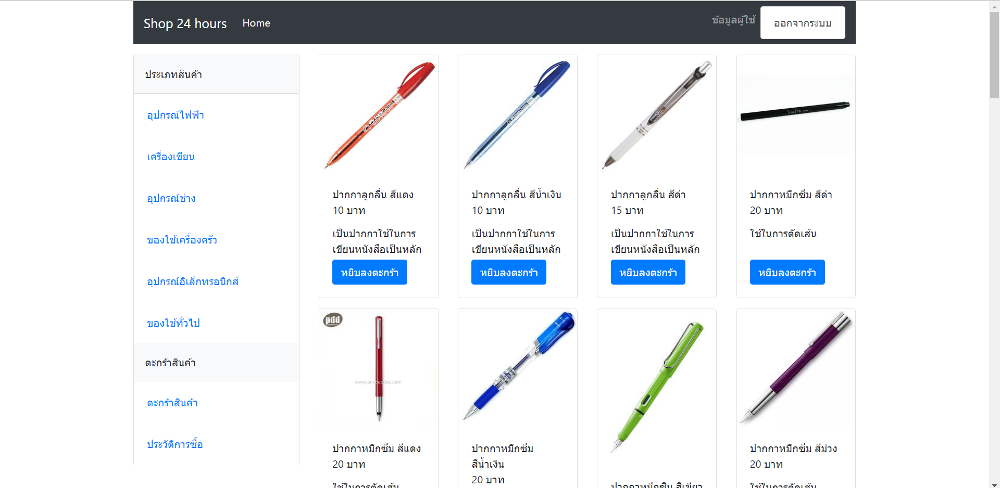 Shop 24 hours
Home
ข้อมูลผู้ใช้
ออกจากระบบ
ประเภทสินค้า
อุปกรณ์ไฟฟ้า
เครื่องเขียน
อุปกรณ์ช่าง
ของใช้เครื่องครัว
อุปกรณ์อิเล็กทรอนิกส์
ของใช้ทั่วไป
ตะกร้าสินค้า
ตะกร้าสินค้า
ประวัติการซื้อ
ปากกาลูกลื่น สีแดง
10 บาท
เป็นปากกาใช้ในการ
เขียนหนังสือเป็นหลัก
หยิบลงตะกร้า
ปากกาลูกลื่น สีน้ำเงิน
10 บาท
เป็นปากกาใช้ในการ
เขียนหนังสือเป็นหลัก
หยิบลงตะกร้า
ปากกาลูกลื่น สีดำ
15 บาท
เป็นปากกาใช้ในการ
เขียนหนังสือเป็นหลัก
หยิบลงตะกร้า
ปากกาหมึกซึม สีดำ
20 บาท
ใช้ในการตัดเส้น
หยิบลงตะกร้า
pdd
www.pendeedee.com
ปากกาหมึกซึม สีแดง
20 บาท
ใช้ในการตัดเส้น
ปากกาหมึกซึม
สีน้ำเงิน
20 บาท
ปากกาหมึกซึม สีเขียว
ปากกาหมึกซึม สีม่วง
20 บาท
ใช้ในการตัดเส้น